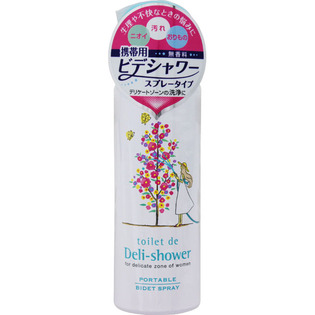 生理や不快なときの悩みに
ニオイ
汚れ
おりもの
携帯用
無香料
ビデシャワー
スプレータイプ
デリケートゾーンの洗浄に
toilet de
Deli-shower
for delicate zone of woman
PORTABLE
BIDET SPRAY